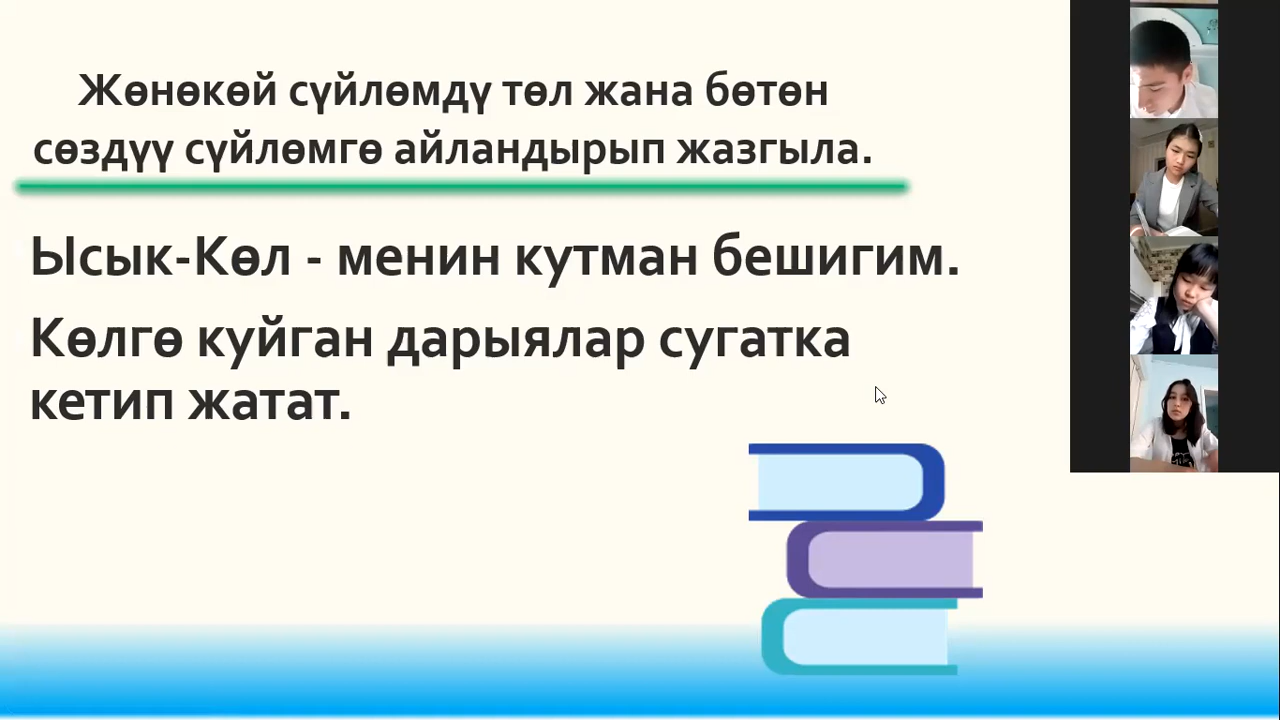 Жөнөкөй сүйлөмдү төл жана бөтөн
сөздүү сүйлөмгө айландырып жазгыла.
Ысык-Көл - менин кутман бешигим.
Көлгө куйган дарыялар сугатка
кетип жатат.